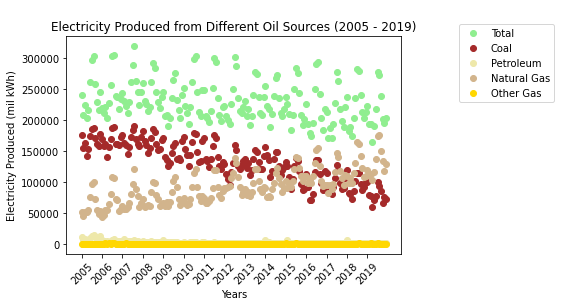 Electricity Produced from Different Oil Sources (2005 - 2019)
Total
Coal
Petroleum
Natural Gas
Other Gas
Electricity Produced (mil kWh)
300000
250000
200000
150000
100000
50000
0
2005
2006
2007
2008
2009
2010
2011
2012
2013
2014
2015
2016
2017
2018
2019
Years